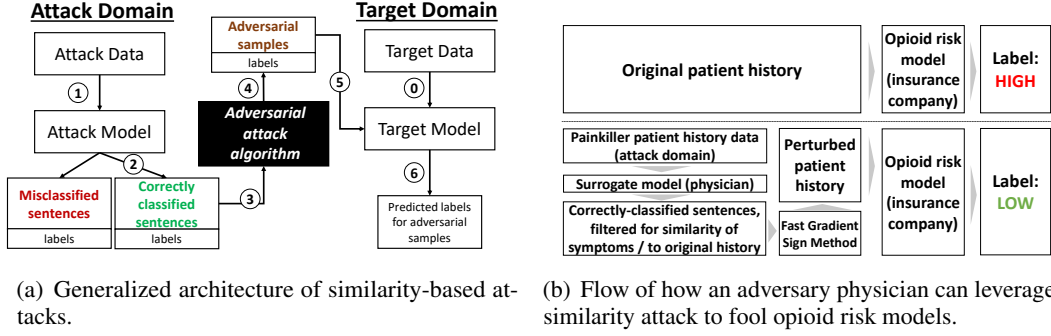 Attack Domain
Attack Data
1
Attack Model
2
Misclassified
sentences
labels
Correctly
classified
sentences
labels
3
Adversarial
attack
algorithm
4
Adversarial
samples
labels
5
Target Domain
Target Data
0
Target Model
6
Predicted labels
for adversarial
samples
(a) Generalized architecture of similarity-based at-
tacks.
Original patient history
Opioid risk
model
(insurance
company)
Label:
HIGH
Painkiller patient history data
(attack domain)
Surrogate model (physician)
Correctly-classified sentences,
filtered for similarity of
symptoms / to original history
Fast Gradient
Sign Method
Perturbed
patient
history
Opioid risk
model
(insurance
company)
Label:
LOW
(b) Flow of how an adversary physician can leverage
similarity attack to fool opioid risk models.